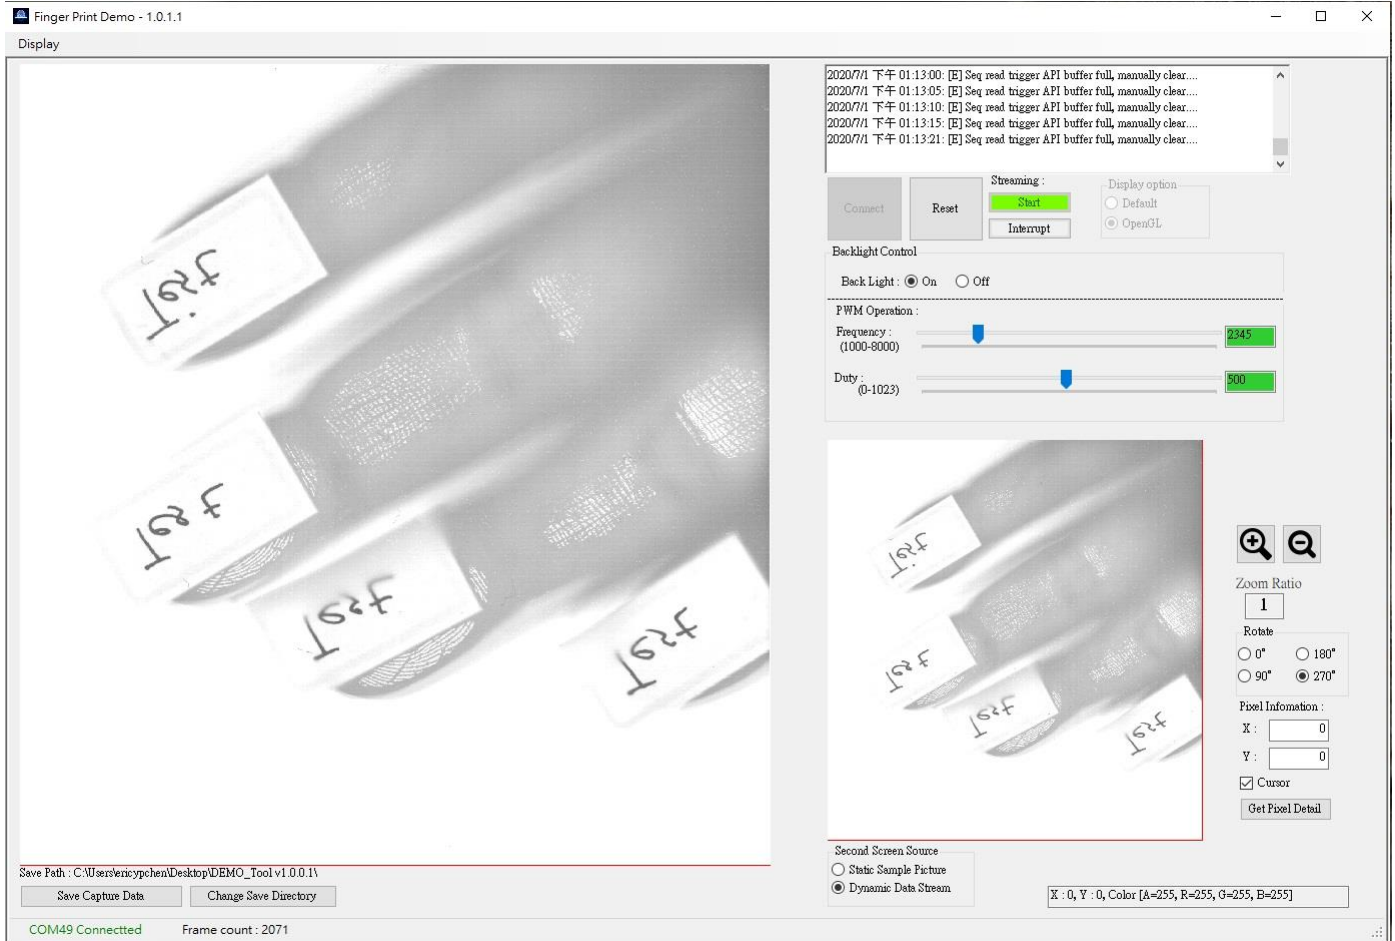 Finger Print Demo - 1.0.1.1
Display
Test
Test
Test
Test
2020/7/1 下午 01:13:00: [E] Seq read trigger API buffer full, manually clear....
2020/7/1 下午 01:13:05: [E] Seq read trigger API buffer full, manually clear....
2020/7/1 下午 01:13:10: [E] Seq read trigger API buffer full, manually clear....
2020/7/1 下午 01:13:15: [E] Seq read trigger API buffer full, manually clear....
2020/7/1 下午 01:13:21: [E] Seq read trigger API buffer full, manually clear....
Connect
Reset
Streaming :
Start
Interrupt
Display option
Default
OpenGL
Backlight Control
Back Light : On Off
PWM Operation :
Frequency :
(1000-8000)
2345
Duty :
(0-1023)
500
Test
Test
Test
Test
Zoom Ratio
1
Rotate
0° 180°
90° 270°
Pixel Infomation :
X : 0
Y : 0
Cursor
Get Pixel Detail
Second Screen Source
Static Sample Picture
Dynamic Data Stream
X : 0, Y : 0, Color [A=255, R=255, G=255, B=255]
Save Path : C:\Users\ericypchen\Desktop\DEMO_Tool v1.0.0.1\
Save Capture Data
Change Save Directory
COM49 Connectted
Frame count : 2071